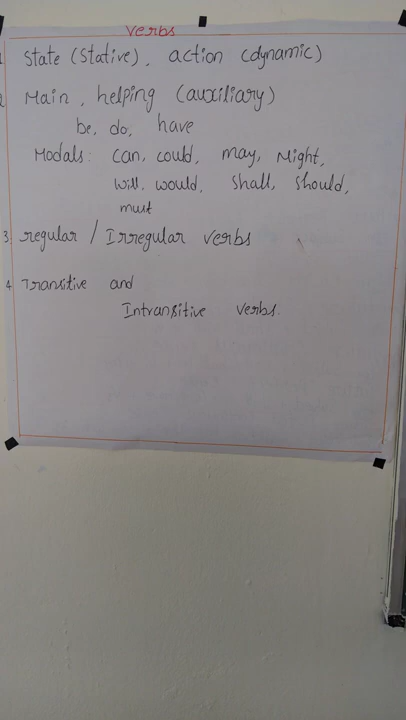 Verbs
1 State (Stative), action (dynamic)
2 Main, helping (auxiliary)
be, do, have
Modals: can, could, may, Might,
will, would, shall, should,
must
3 regular / Irregular verbs
4 Transitive and
Intransitive verbs.